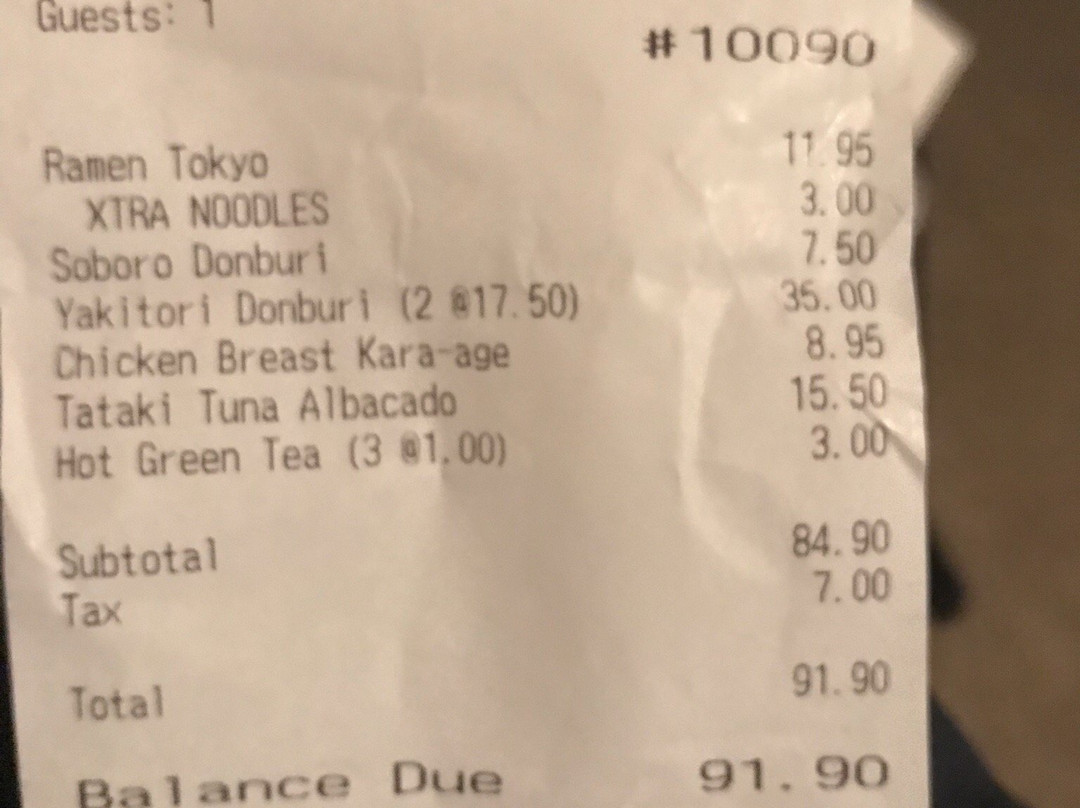 Guests: 1
#10090
Ramen Tokyo 11.95
XTRA NOODLES 3.00
Soboro Donburi 7.50
Yakitori Donburi (2 @17.50) 35.00
Chicken Breast Kara-age 8.95
Tataki Tuna Albacado 15.50
Hot Green Tea (3 @1.00) 3.00
Subtotal 84.90
Tax 7.00
Total 91.90
Balance Due 91.90